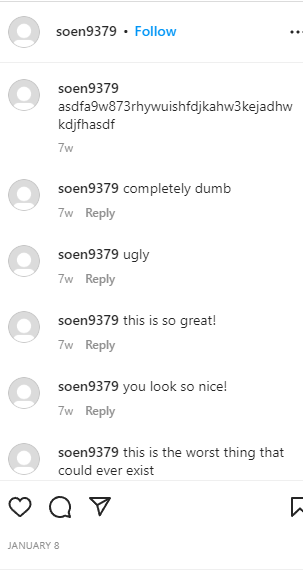 soen9379 • Follow
soen9379
asdfa9w873rhywuishfdjkahw3kejadhw
kdjfhasdf
7w
soen9379 completely dumb
7w Reply
soen9379 ugly
7w Reply
soen9379 this is so great!
7w Reply
soen9379 you look so nice!
7w Reply
soen9379 this is the worst thing that
could ever exist
JANUARY 8